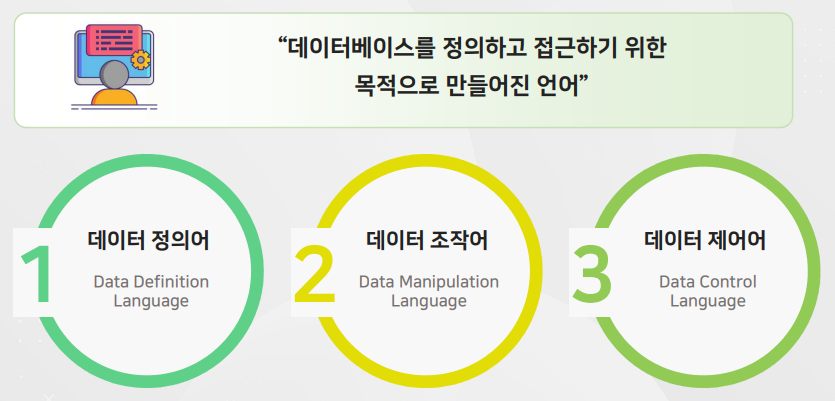 “데이터베이스를 정의하고 접근하기 위한
목적으로 만들어진 언어”
1
데이터 정의어
Data Definition
Language
2
데이터 조작어
Data Manipulation
Language
3
데이터 제어어
Data Control
Language